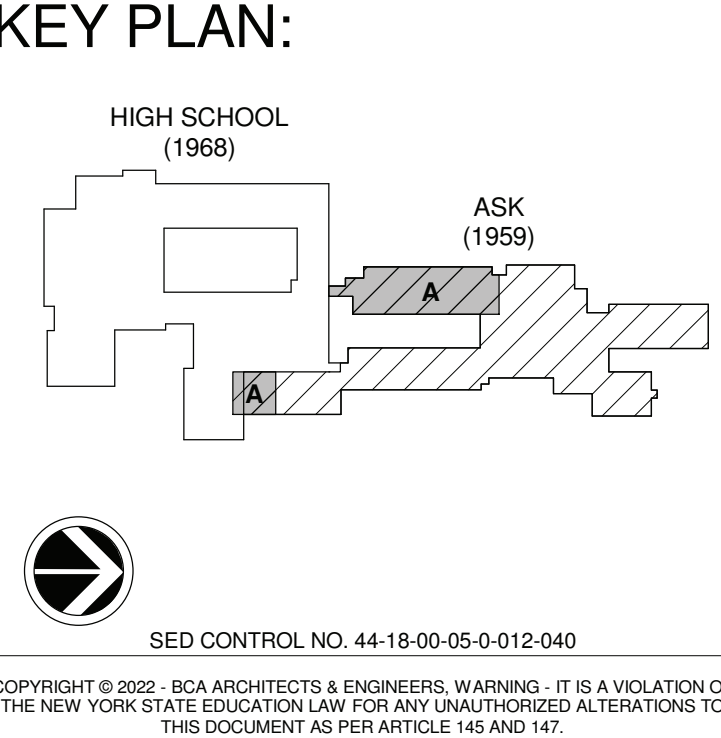 KEY PLAN:
HIGH SCHOOL
(1968)
ASK
(1959)
A
A
SED CONTROL NO. 44-18-00-05-0-012-040
COPYRIGHT © 2022 - BCA ARCHITECTS & ENGINEERS, WARNING - IT IS A VIOLATION O
THE NEW YORK STATE EDUCATION LAW FOR ANY UNAUTHORIZED ALTERATIONS TO
THIS DOCUMENT AS PER ARTICLE 145 AND 147.